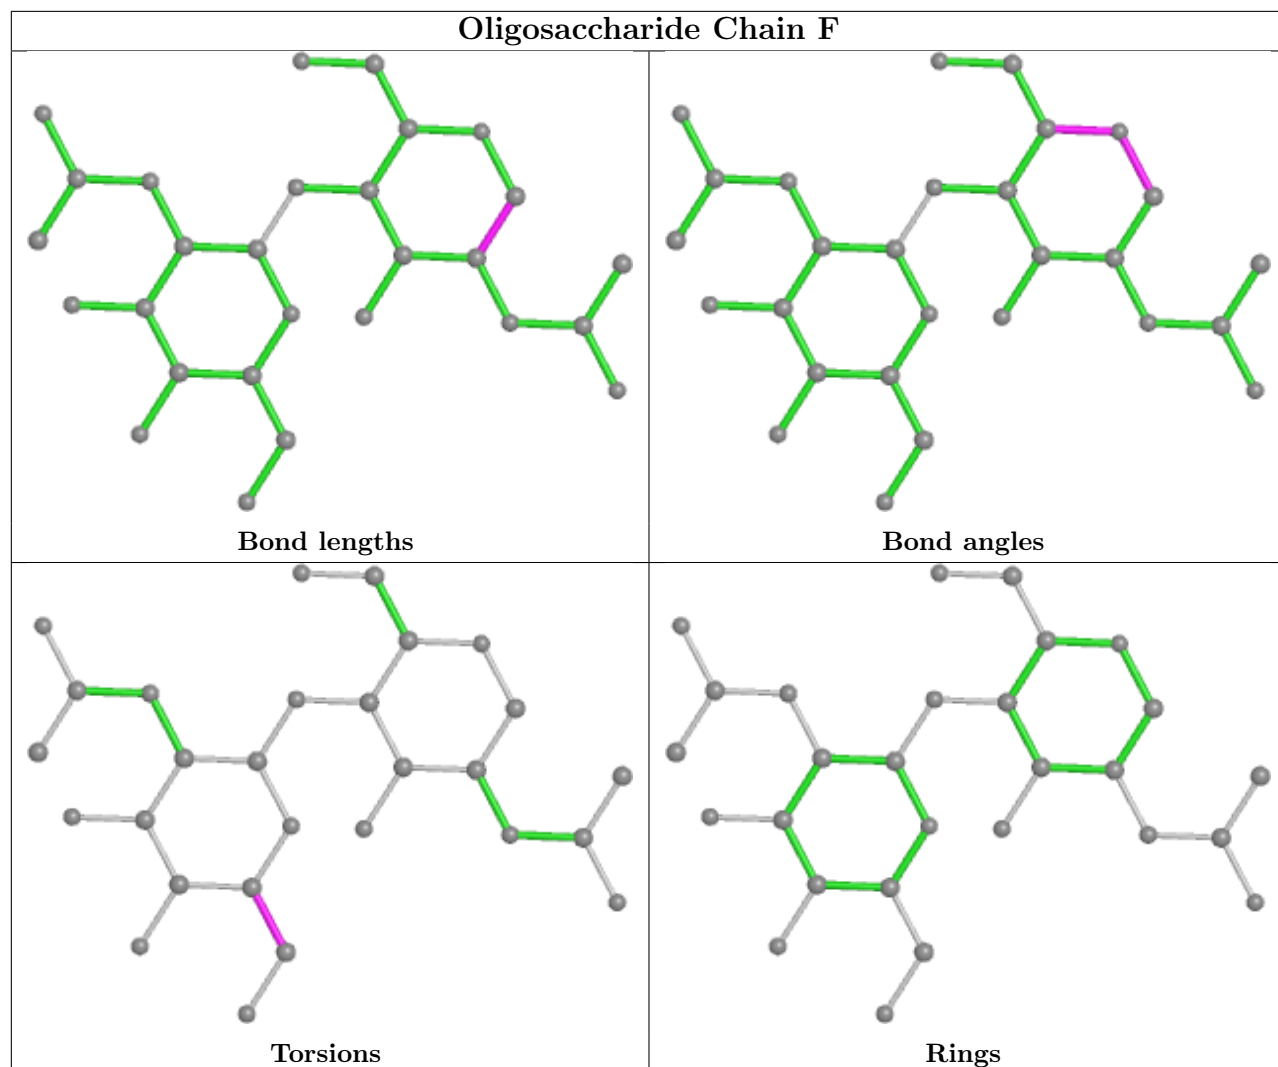 Oligosaccharide Chain F
Bond lengths
Bond angles
Torsions
Rings